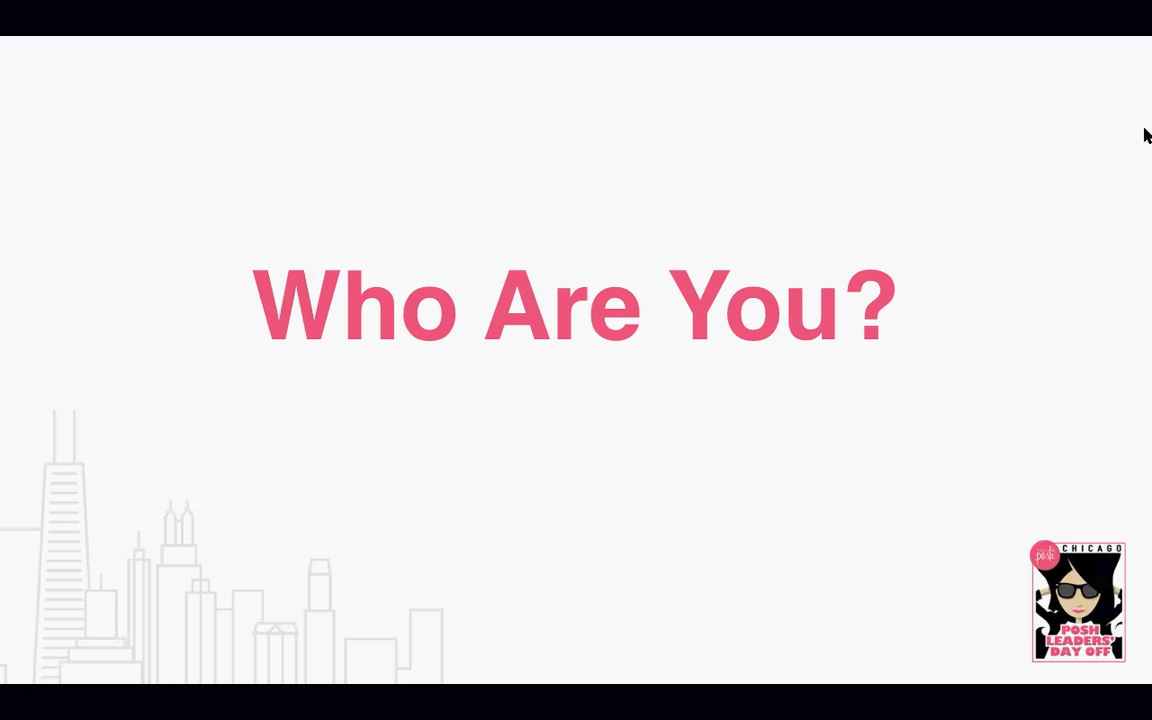 Who Are You?
posh
CHICAGO
POSH
LEADERS'
DAY OFF